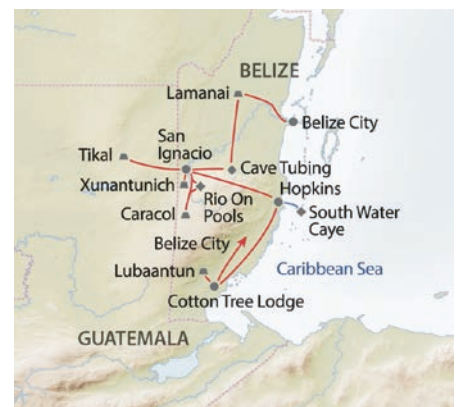 BELIZE
Lamanai
Belize City
San
Ignacio
Tikal
Cave Tubing
Xunantunich
Rio On
Pools
Hopkins
Caracol
South Water
Caye
Belize City
Lubaantun
Caribbean Sea
Cotton Tree Lodge
GUATEMALA